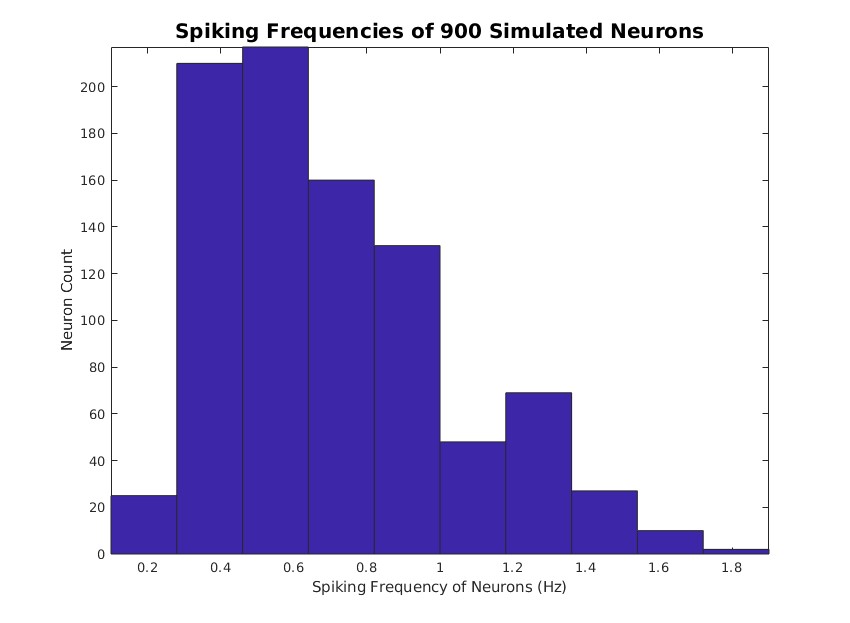 Spiking Frequencies of 900 Simulated Neurons
200
180
160
140
120
100
80
60
40
20
0
Neuron Count
0.2 0.4 0.6 0.8 1 1.2 1.4 1.6 1.8
Spiking Frequency of Neurons (Hz)